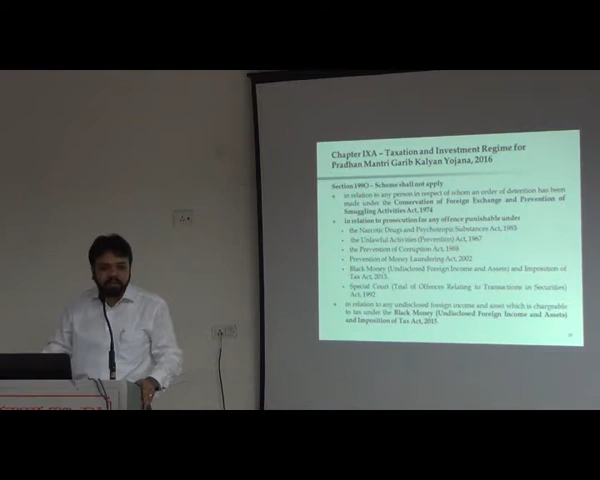 Chapter IXA – Taxation and Investment Regime for
Pradhan Mantri Garib Kalyan Yojana, 2016
Section 199O – Scheme shall not apply
in relation to any person in respect of whom an order of detention has been
made under the Conservation of Foreign Exchange and Prevention of
Smuggling Activities Act, 1974
in relation to prosecution for any offence punishable under
the Narcotic Drugs and Psychotropic Substances Act, 1985
the Unlawful Activities (Prevention) Act, 1967
the Prevention of Corruption Act, 1988
Prevention of Money Laundering Act, 2002
Black Money (Undisclosed Foreign Income and Assets) and Imposition of
Tax Act, 2015.
Special Court (Trial of Offences Relating to Transactions in Securities)
Act, 1992
in relation to any undisclosed foreign income and asset which is chargeable
to tax under the Black Money (Undisclosed Foreign Income and Assets)
and Imposition of Tax Act, 2015.